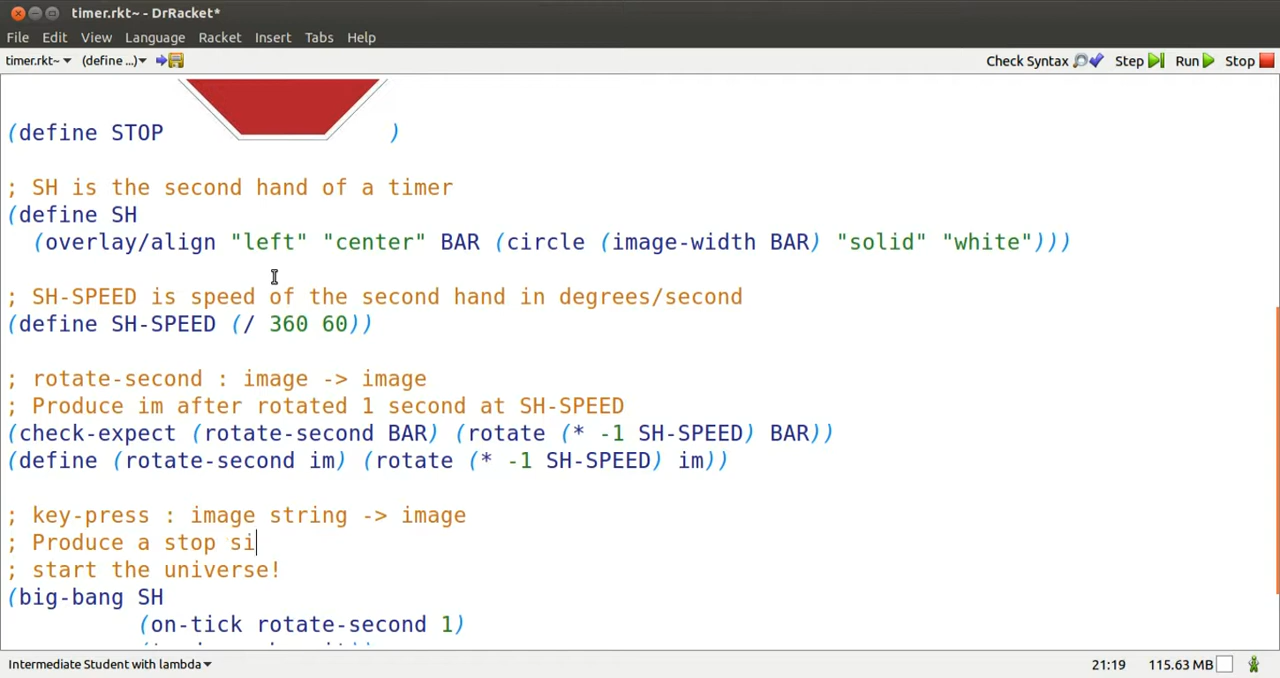 timer.rkt~ - DrRacket*
File Edit View Language Racket Insert Tabs Help
timer.rkt~ (define ...) Check Syntax Step Run Stop
(define STOP )
; SH is the second hand of a timer
(define SH
(overlay/align "left" "center" BAR (circle (image-width BAR) "solid" "white")))
; SH-SPEED is speed of the second hand in degrees/second
(define SH-SPEED (/ 360 60))
; rotate-second : image -> image
; Produce im after rotated 1 second at SH-SPEED
(check-expect (rotate-second BAR) (rotate (* -1 SH-SPEED) BAR))
(define (rotate-second im) (rotate (* -1 SH-SPEED) im))
; key-press : image string -> image
; Produce a stop si
; start the universe!
(big-bang SH
(on-tick rotate-second 1)
Intermediate Student with lambda 21:19 115.63 MB